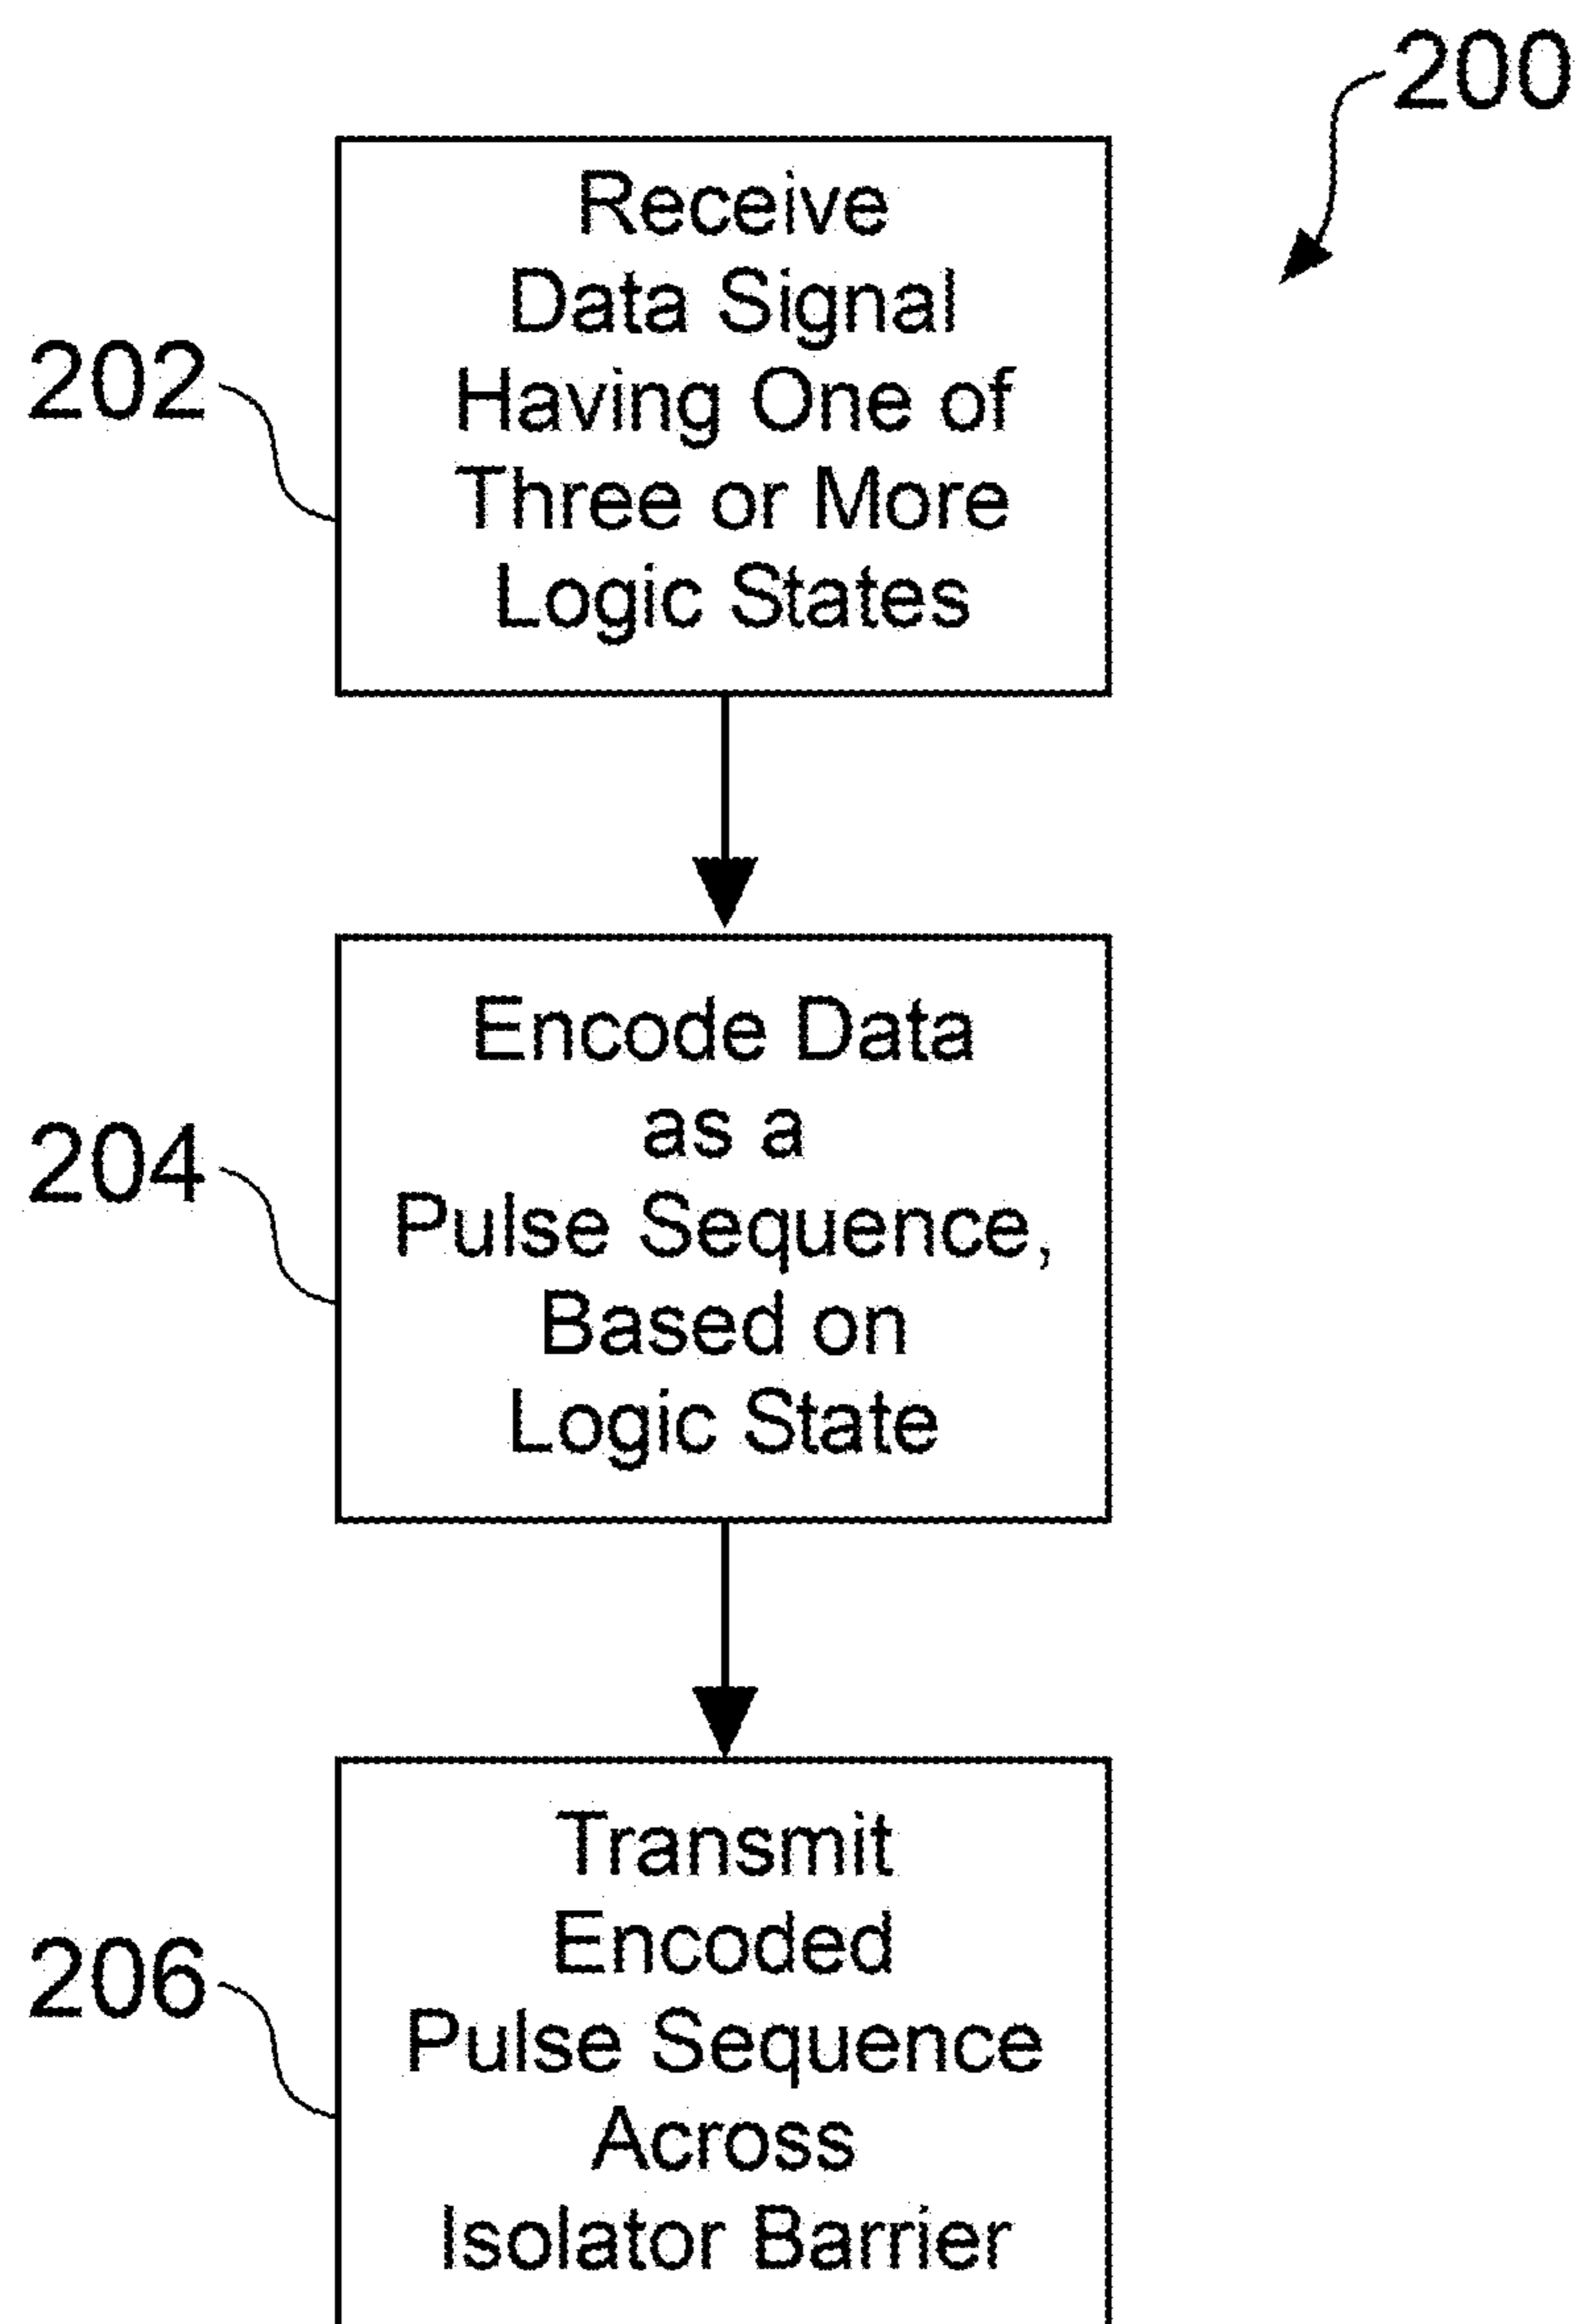 200
202
Receive
Data Signal
Having One of
Three or More
Logic States
204
Encode Data
as a
Pulse Sequence,
Based on
Logic State
206
Transmit
Encoded
Pulse Sequence
Across
Isolator Barrier